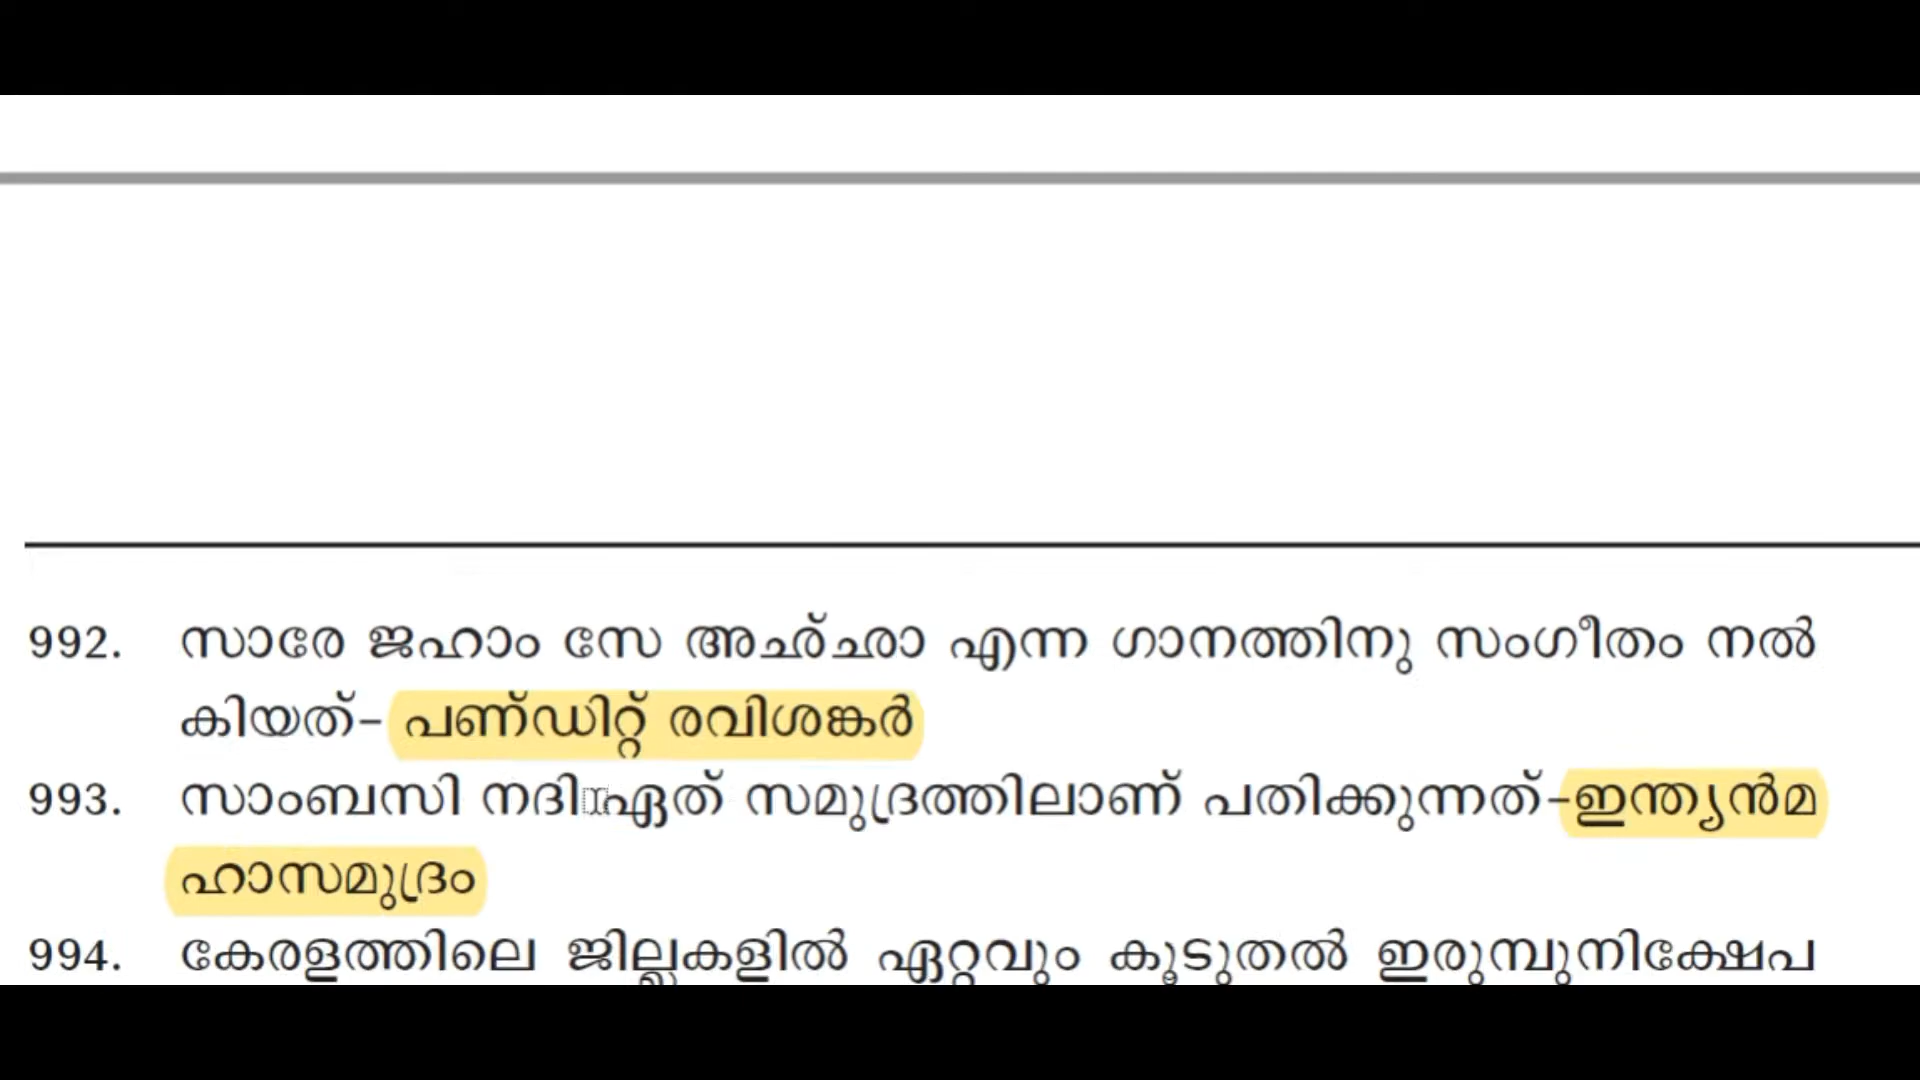 992. സാരേ ജഹാം സേ അഛ്ഛാ എന്ന ഗാനത്തിനു സംഗീതം നൽ
കിയത്– പണ്ഡിറ്റ് രവിശങ്കർ
993. സാംബസി നദി ഏത് സമുദ്രത്തിലാണ് പതിക്കുന്നത്–ഇന്ത്യൻമ
ഹാസമുദ്രം
994. കേരളത്തിലെ ജില്ലകളിൽ ഏറ്റവും കൂടുതൽ ഇരുമ്പുനിക്ഷേപ